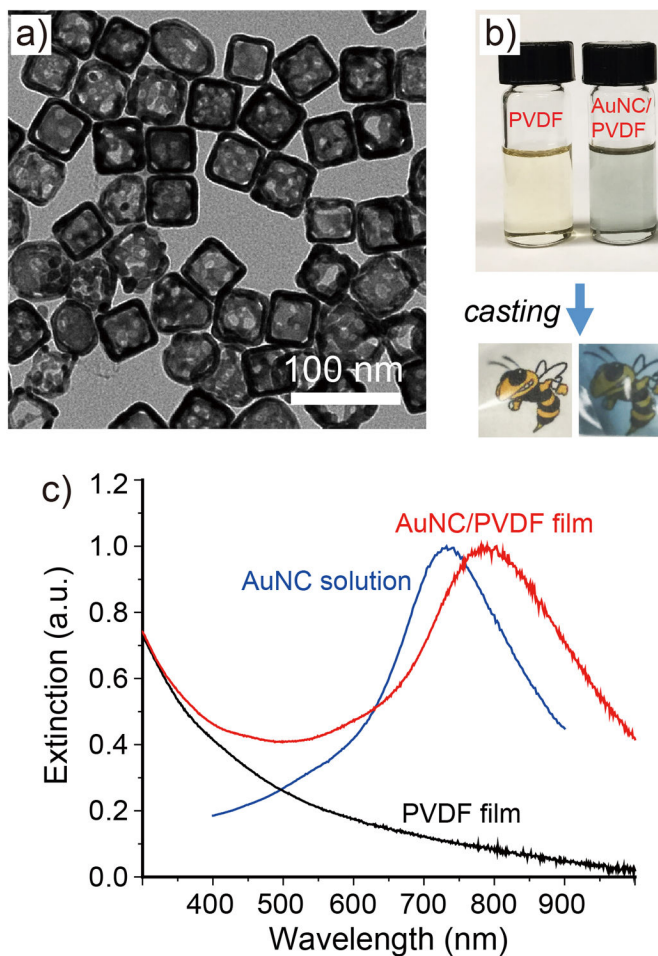 a)
100 nm
b)
PVDF
AuNC/
PVDF
casting
c)
1.2
1.0
0.8
0.6
0.4
0.2
0.0
Extinction (a.u.)
AuNC/PVDF film
AuNC solution
PVDF film
400 500 600 700 800 900
Wavelength (nm)